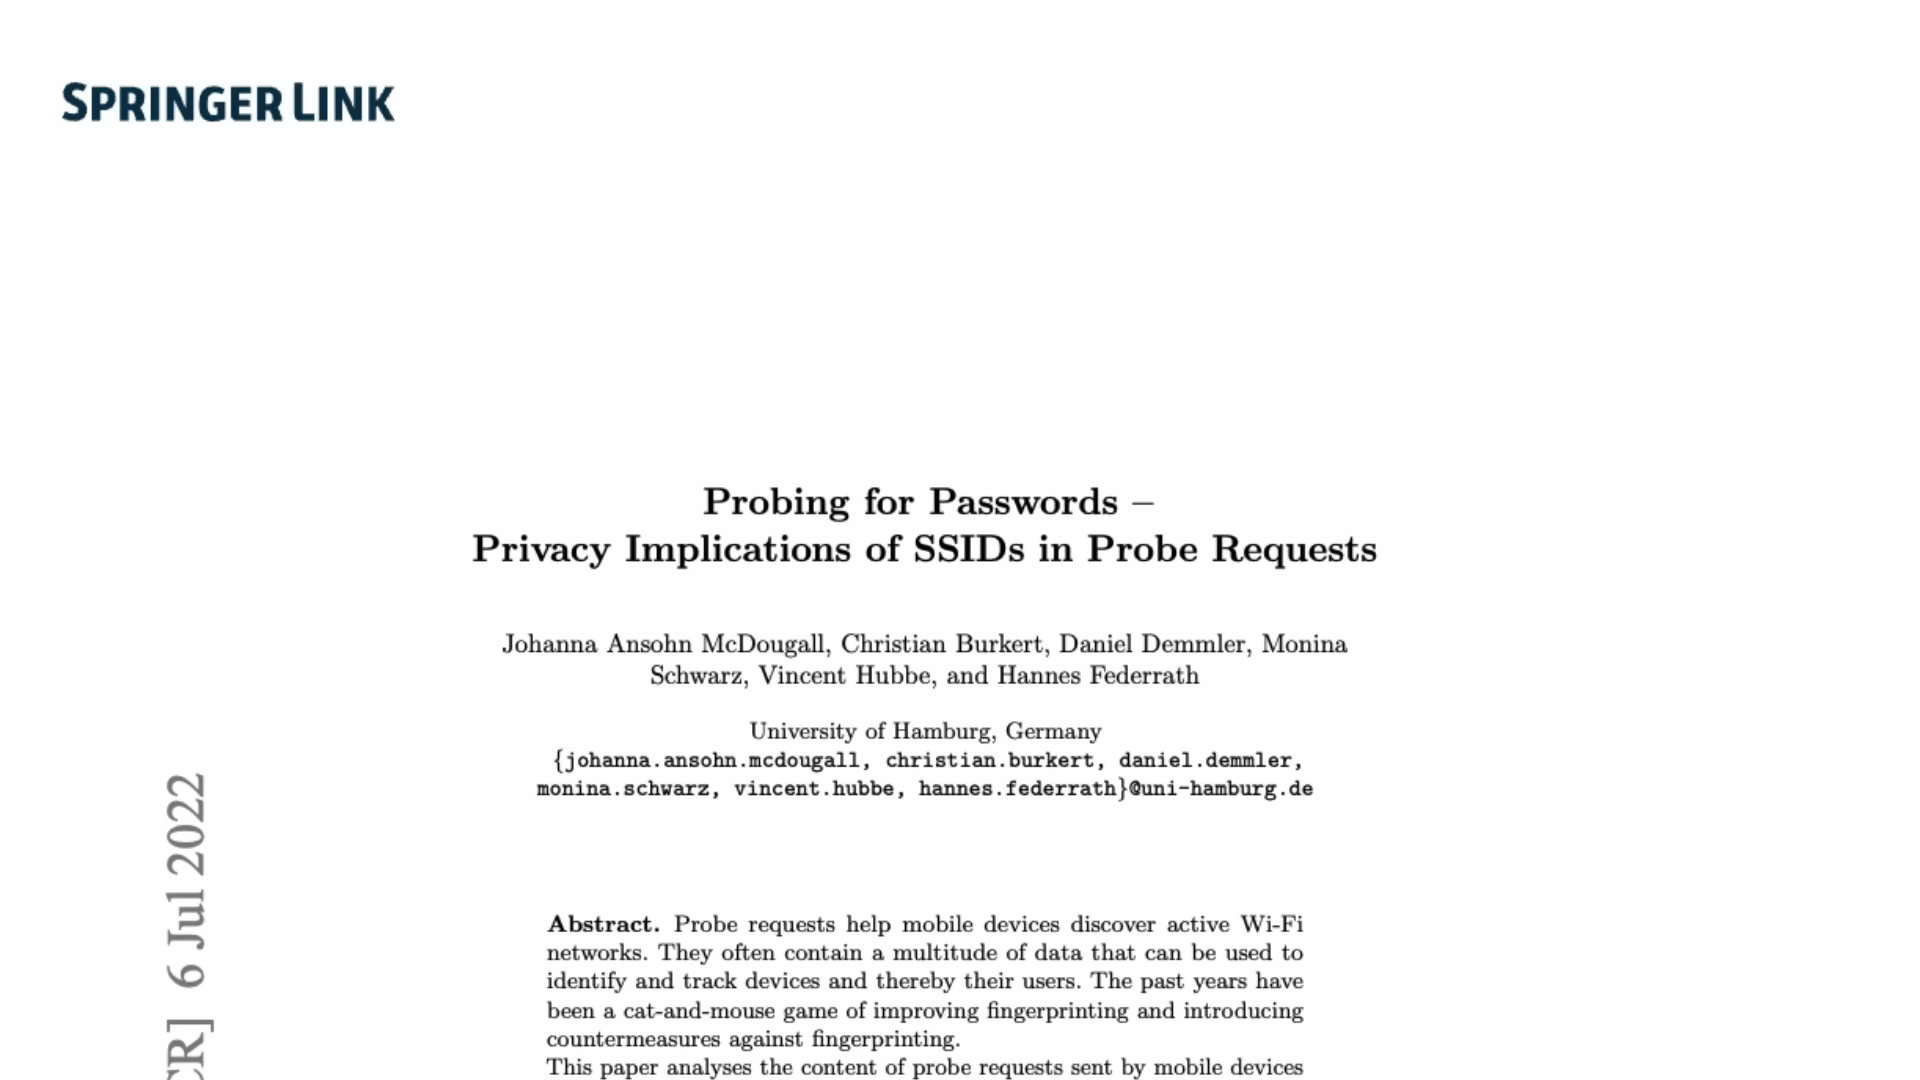 SPRINGER LINK
Probing for Passwords –
Privacy Implications of SSIDs in Probe Requests
Johanna Ansohn McDougall, Christian Burkert, Daniel Demmler, Monina
Schwarz, Vincent Hubbe, and Hannes Federrath
University of Hamburg, Germany
{johanna.ansohn.mcdougall, christian.burkert, daniel.demmler,
monina.schwarz, vincent.hubbe, hannes.federrath}@uni-hamburg.de
CR] 6 Jul 2022
Abstract. Probe requests help mobile devices discover active Wi-Fi
networks. They often contain a multitude of data that can be used to
identify and track devices and thereby their users. The past years have
been a cat-and-mouse game of improving fingerprinting and introducing
countermeasures against fingerprinting.
This paper analyses the content of probe requests sent by mobile devices